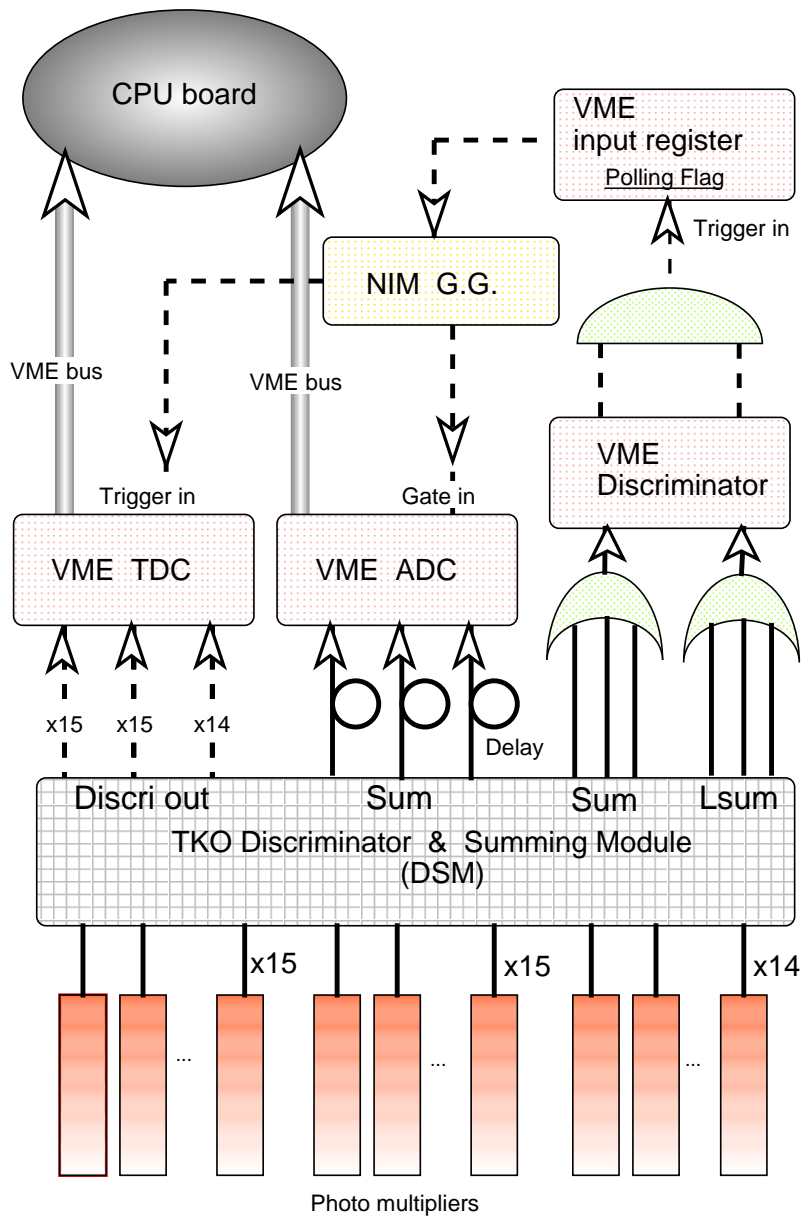 CPU board
VME
input register
Polling Flag
Trigger in
NIM G.G.
VME bus
VME bus
VME
Discriminator
Trigger in
Gate in
VME TDC
VME ADC
x15
x15
x14
Delay
Discri out
Sum
Sum
Lsum
TKO Discriminator & Summing Module
(DSM)
x15
x15
x14
...
...
...
Photo multipliers